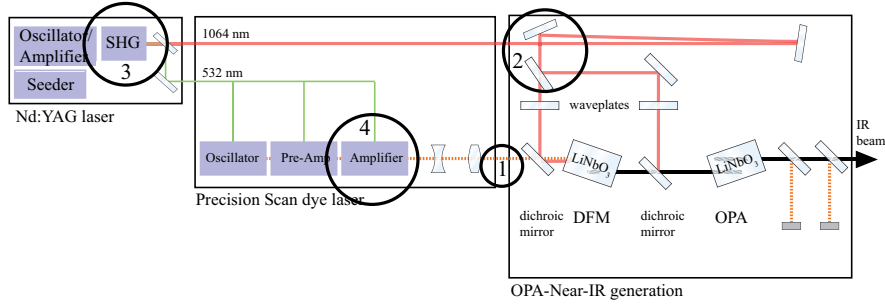 Oscillator/
Amplifier
SHG
3
Seeder
Nd:YAG laser
1064 nm
532 nm
4
Oscillator
Pre-Amp
Amplifier
Precision Scan dye laser
1
2
waveplates
LiNbO3
LiNbO3
IR
beam
dichroic
mirror
DFM
dichroic
mirror
OPA
OPA-Near-IR generation